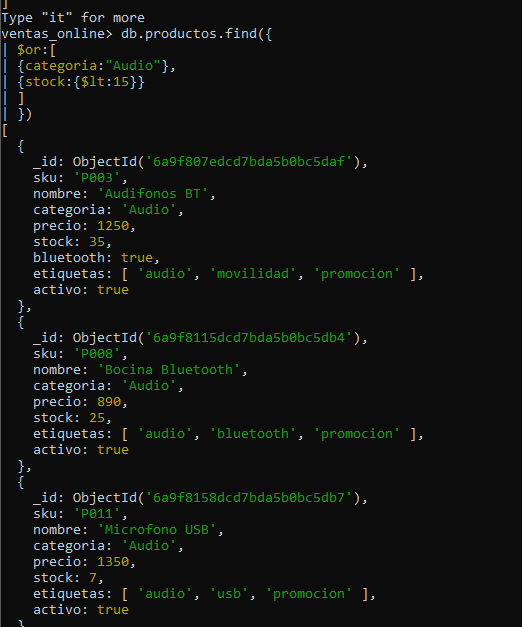 ]
Type "it" for more
ventas_online> db.productos.find({
| $or:[
| {categoria:"Audio"},
| {stock:{$lt:15}}
| ]
| })
[
  {
    _id: ObjectId('6a9f807edcd7bda5b0bc5daf'),
    sku: 'P003',
    nombre: 'Audifonos BT',
    categoria: 'Audio',
    precio: 1250,
    stock: 35,
    bluetooth: true,
    etiquetas: [ 'audio', 'movilidad', 'promocion' ],
    activo: true
  },
  {
    _id: ObjectId('6a9f8115dcd7bda5b0bc5db4'),
    sku: 'P008',
    nombre: 'Bocina Bluetooth',
    categoria: 'Audio',
    precio: 890,
    stock: 25,
    etiquetas: [ 'audio', 'bluetooth', 'promocion' ],
    activo: true
  },
  {
    _id: ObjectId('6a9f8158dcd7bda5b0bc5db7'),
    sku: 'P011',
    nombre: 'Microfono USB',
    categoria: 'Audio',
    precio: 1350,
    stock: 7,
    etiquetas: [ 'audio', 'usb', 'promocion' ],
    activo: true
  }